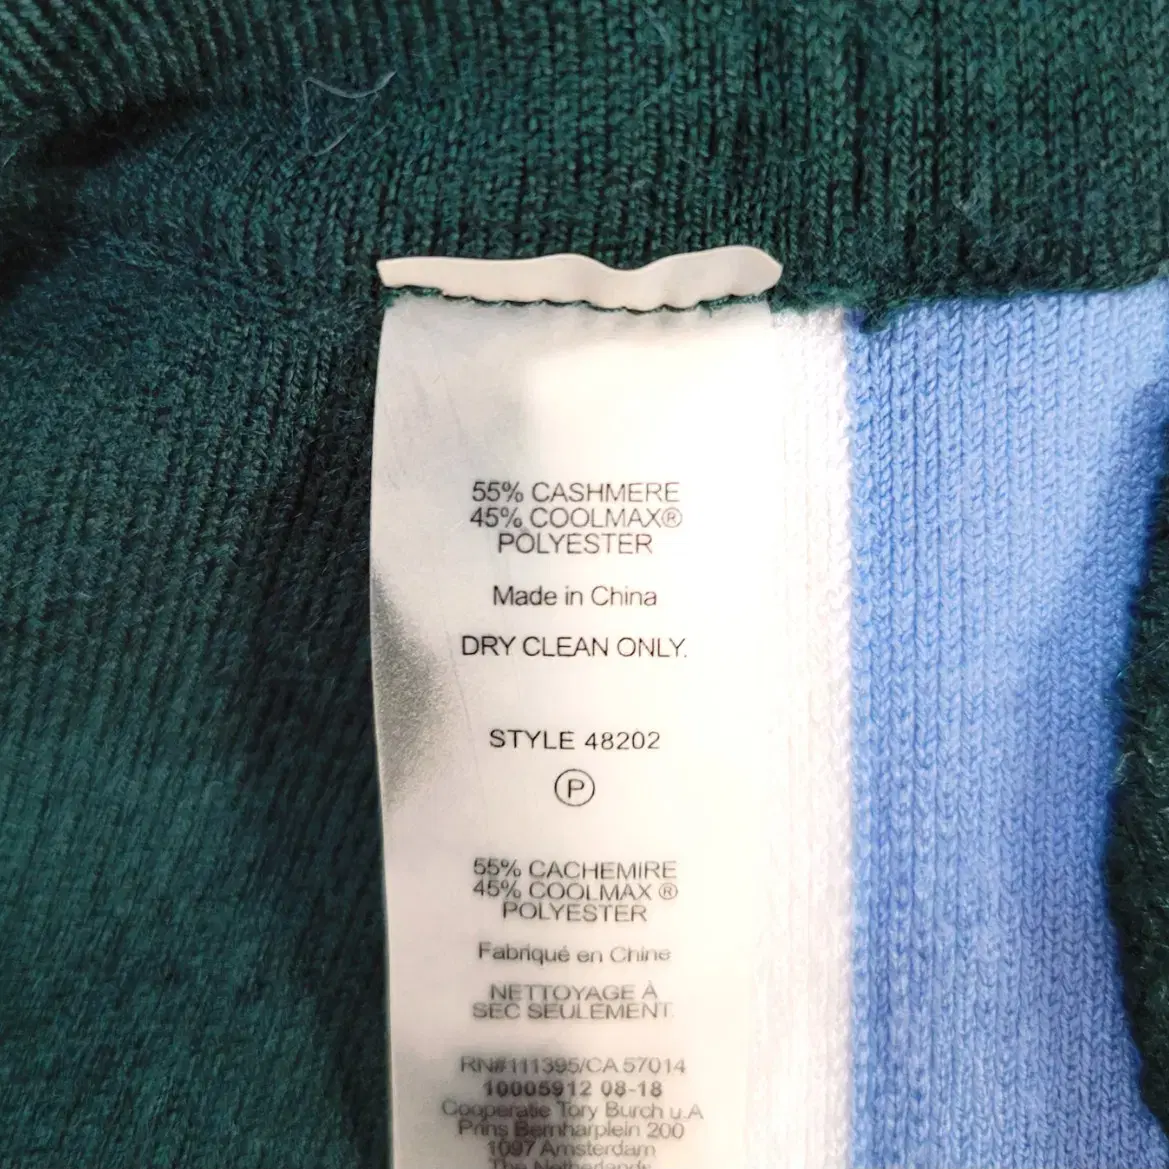 55% CASHMERE
45% COOLMAX®
POLYESTER
Made in China
DRY CLEAN ONLY.
STYLE 48202
P
55% CACHEMIRE
45% COOLMAX ®
POLYESTER
Fabriqué en Chine
NETTOYAGE À
SEC SEULEMENT.
RN#111395/CA 57014
10005912 08-18
Cooperatie Tory Burch u.A
Prins Bernharplein 200
1097 Amsterdam
The Netherlands